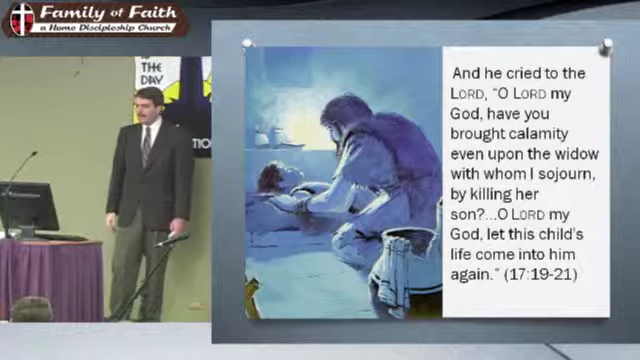 Family of Faith
a Home Discipleship Church
THE
DAY
And he cried to the
LORD, “O LORD my
God, have you
brought calamity
even upon the widow
with whom I sojourn,
by killing her
son?...O LORD my
God, let this child’s
life come into him
again.” (17:19-21)